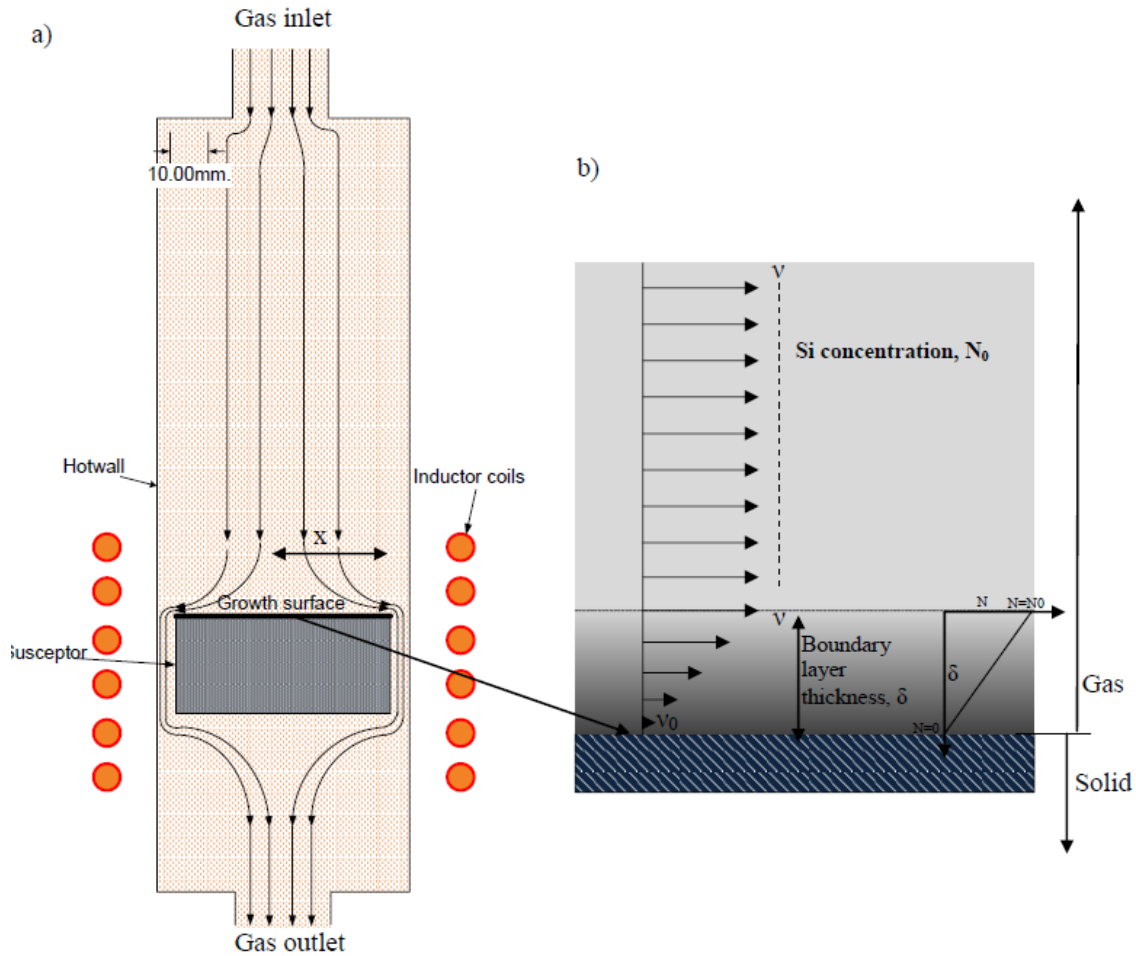 a)
Gas inlet
10.00mm.
Hotwall
Inductor coils
X
Growth surface
Susceptor
Gas outlet
b)
v
Si concentration, N₀
v
N
N=N0
Boundary
layer
thickness, δ
δ
v₀
N=0
Gas
Solid